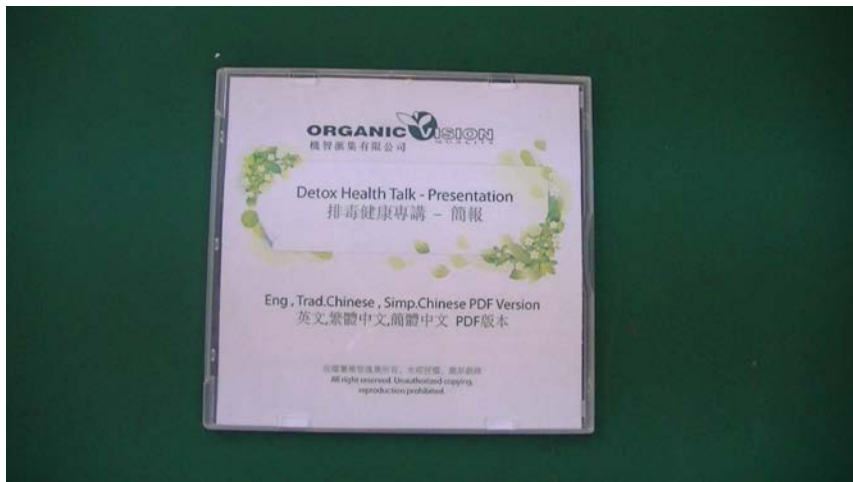 ORGANIC VISION
機智滙集有限公司
Detox Health Talk - Presentation
排毒健康專講 – 簡報
Eng , Trad.Chinese , Simp.Chinese PDF Version
英文,繁體中文,簡體中文 PDF版本
All right reserved. Unauthorized copying,
reproduction prohibited.